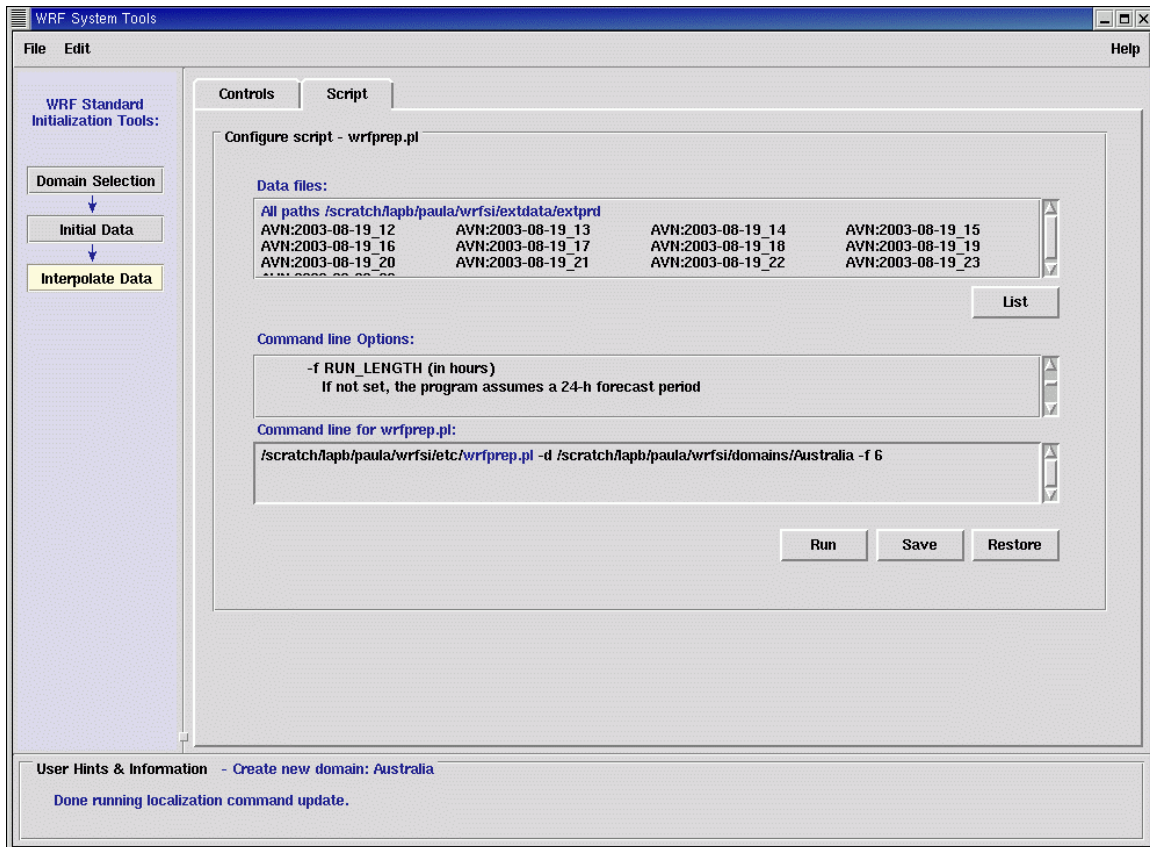 WRF System Tools
File Edit Help
WRF Standard
Initialization Tools:
Domain Selection
Initial Data
Interpolate Data
Controls Script
Configure script - wrfprep.pl
Data files:
All paths /scratch/lapb/paula/wrfsi/extdata/extprd
AVN:2003-08-19_12 AVN:2003-08-19_13 AVN:2003-08-19_14 AVN:2003-08-19_15
AVN:2003-08-19_16 AVN:2003-08-19_17 AVN:2003-08-19_18 AVN:2003-08-19_19
AVN:2003-08-19_20 AVN:2003-08-19_21 AVN:2003-08-19_22 AVN:2003-08-19_23
List
Command line Options:
-f RUN_LENGTH (in hours)
If not set, the program assumes a 24-h forecast period
Command line for wrfprep.pl:
/scratch/lapb/paula/wrfsi/etc/wrfprep.pl -d /scratch/lapb/paula/wrfsi/domains/Australia -f 6
Run Save Restore
User Hints & Information - Create new domain: Australia
Done running localization command update.